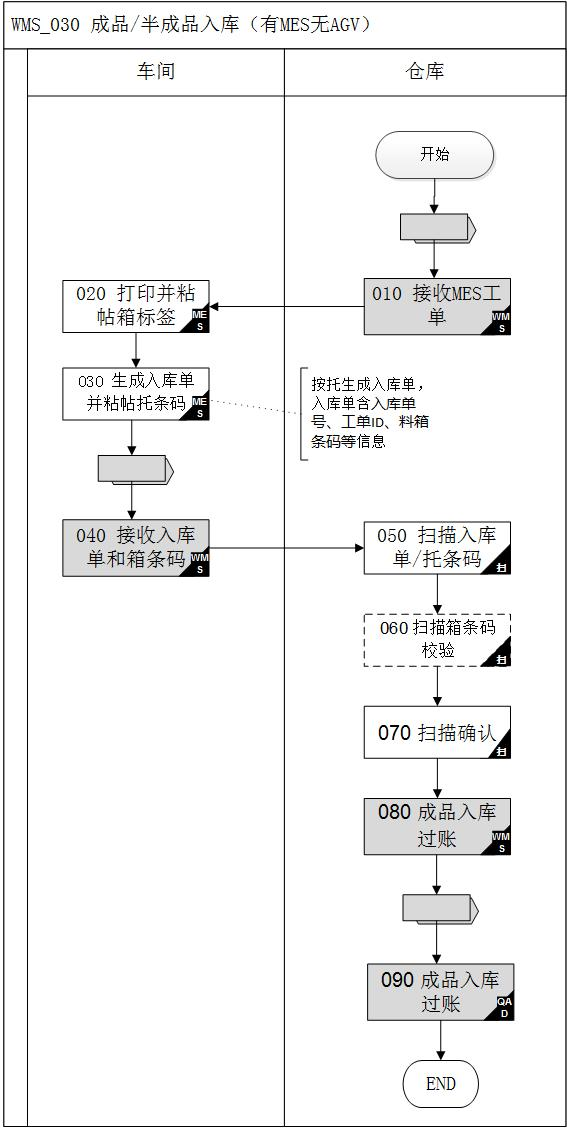 WMS_030 成品/半成品入库（有MES无AGV）
车间
仓库
开始
010 接收MES工
单
WM
S
020 打印并粘
帖箱标签
ME
S
030 生成入库单
并粘帖托条码
ME
S
按托生成入库单，
入库单含入库单
号、工单ID、料箱
条码等信息
040 接收入库
单和箱条码
WM
S
050 扫描入库
单/托条码
扫
060 扫描箱条码
校验
扫
070 扫描确认
扫
080 成品入库
过账
WM
S
090 成品入库
过账
QA
D
END